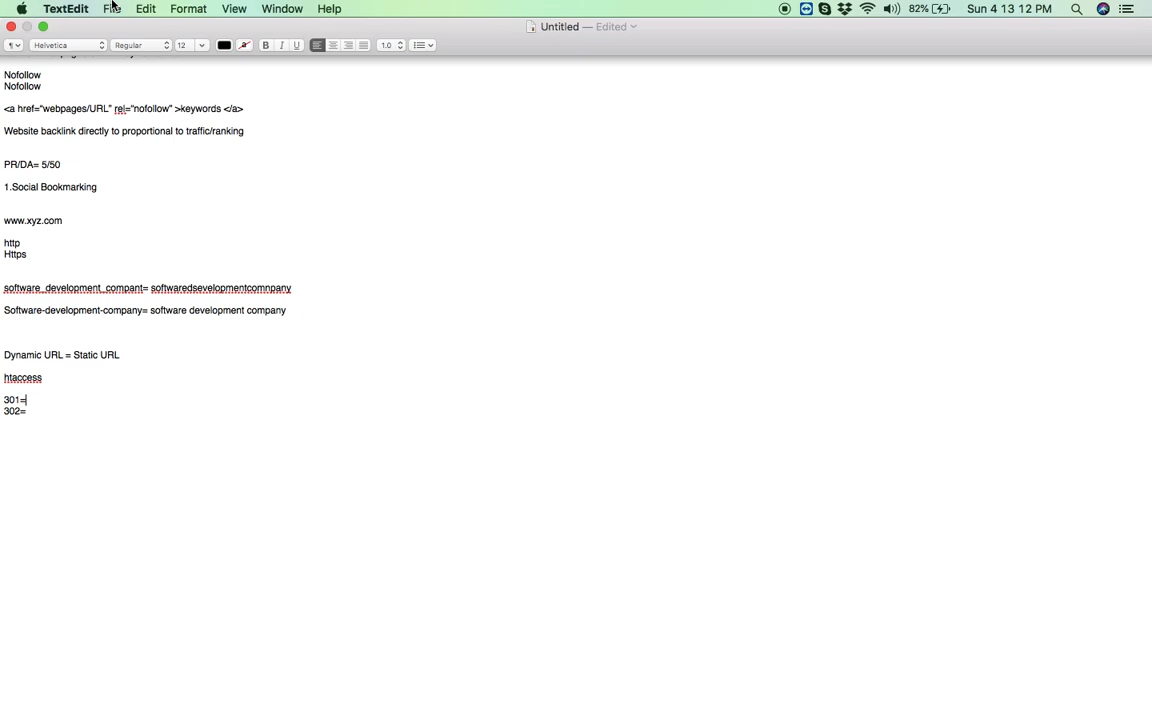 TextEdit File Edit Format View Window Help 82% Sun 4 13 12 PM
Untitled — Edited
¶ Helvetica Regular 12 a B I U 1.0
Nofollow
Nofollow
<a href="webpages/URL" rel="nofollow" >keywords </a>
Website backlink directly to proportional to traffic/ranking
PR/DA= 5/50
1.Social Bookmarking
www.xyz.com
http
Https
software_development_compant= softwaredsevelopmentcomnpany
Software-development-company= software development company
Dynamic URL = Static URL
htaccess
301=
302=